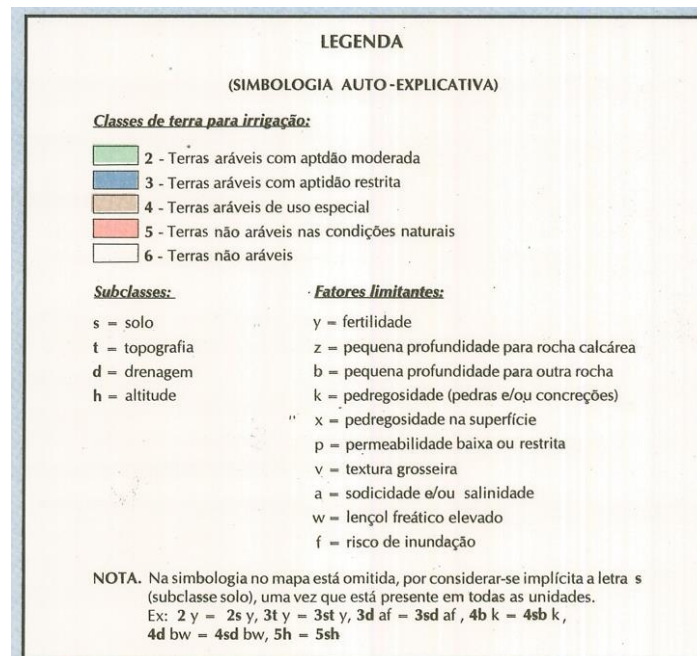 LEGENDA
(SIMBOLOGIA AUTO-EXPLICATIVA)
Classes de terra para irrigação:
2 - Terras aráveis com aptdão moderada
3 - Terras aráveis com aptidão restrita
4 - Terras aráveis de uso especial
5 - Terras não aráveis nas condições naturais
6 - Terras não aráveis
Subclasses:
s = solo
t = topografia
d = drenagem
h = altitude
Fatores limitantes:
y = fertilidade
z = pequena profundidade para rocha calcárea
b = pequena profundidade para outra rocha
k = pedregosidade (pedras e/ou concreções)
x = pedregosidade na superfície
p = permeabilidade baixa ou restrita
v = textura grosseira
a = sodicidade e/ou salinidade
w = lençol freático elevado
f = risco de inundação
NOTA. Na simbologia no mapa está omitida, por considerar-se implícita a letra s
(subclasse solo), uma vez que está presente em todas as unidades.
Ex: 2 y = 2s y, 3t y = 3st y, 3d af = 3sd af , 4b k = 4sb k ,
4d bw = 4sd bw, 5h = 5sh